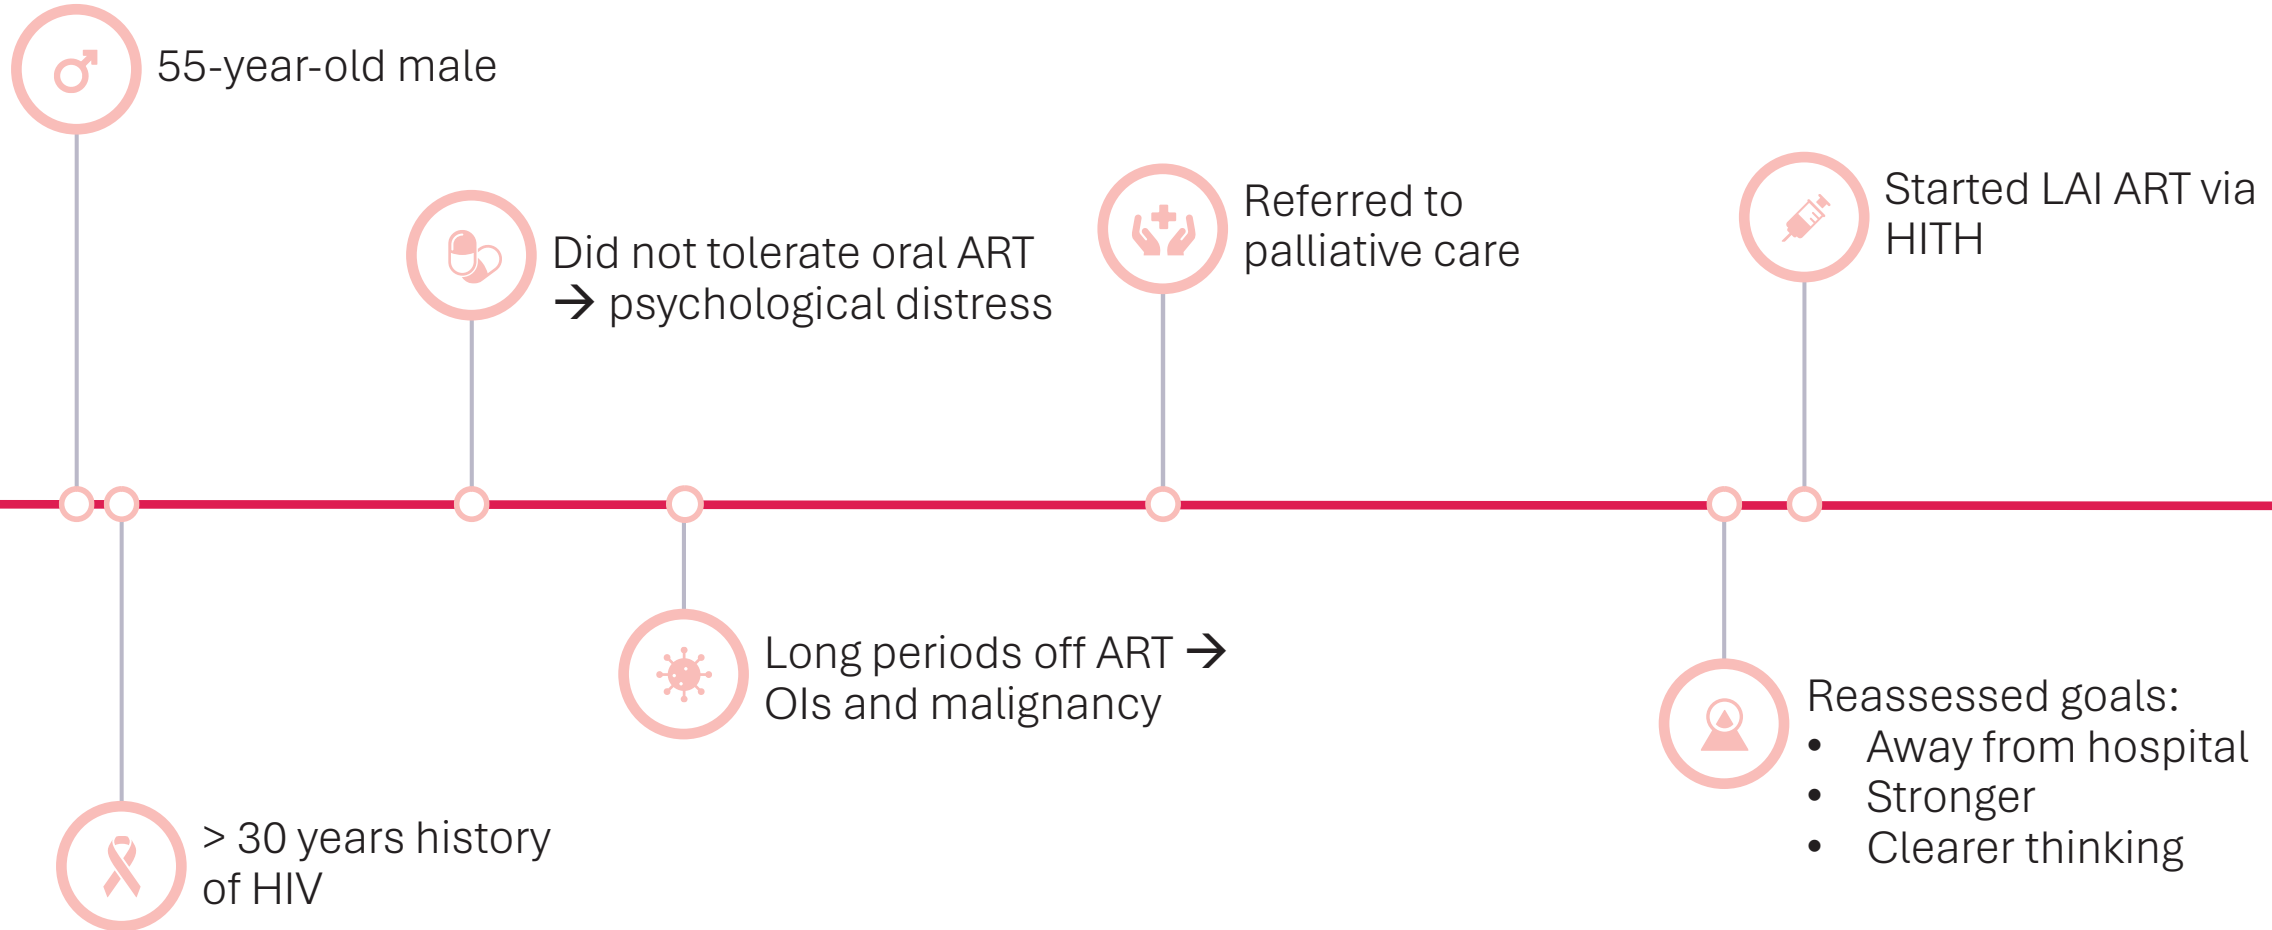 55-year-old male
> 30 years history
of HIV
Did not tolerate oral ART
→ psychological distress
Long periods off ART →
OIs and malignancy
Referred to
palliative care
Reassessed goals:
• Away from hospital
• Stronger
• Clearer thinking
Started LAI ART via
HITH